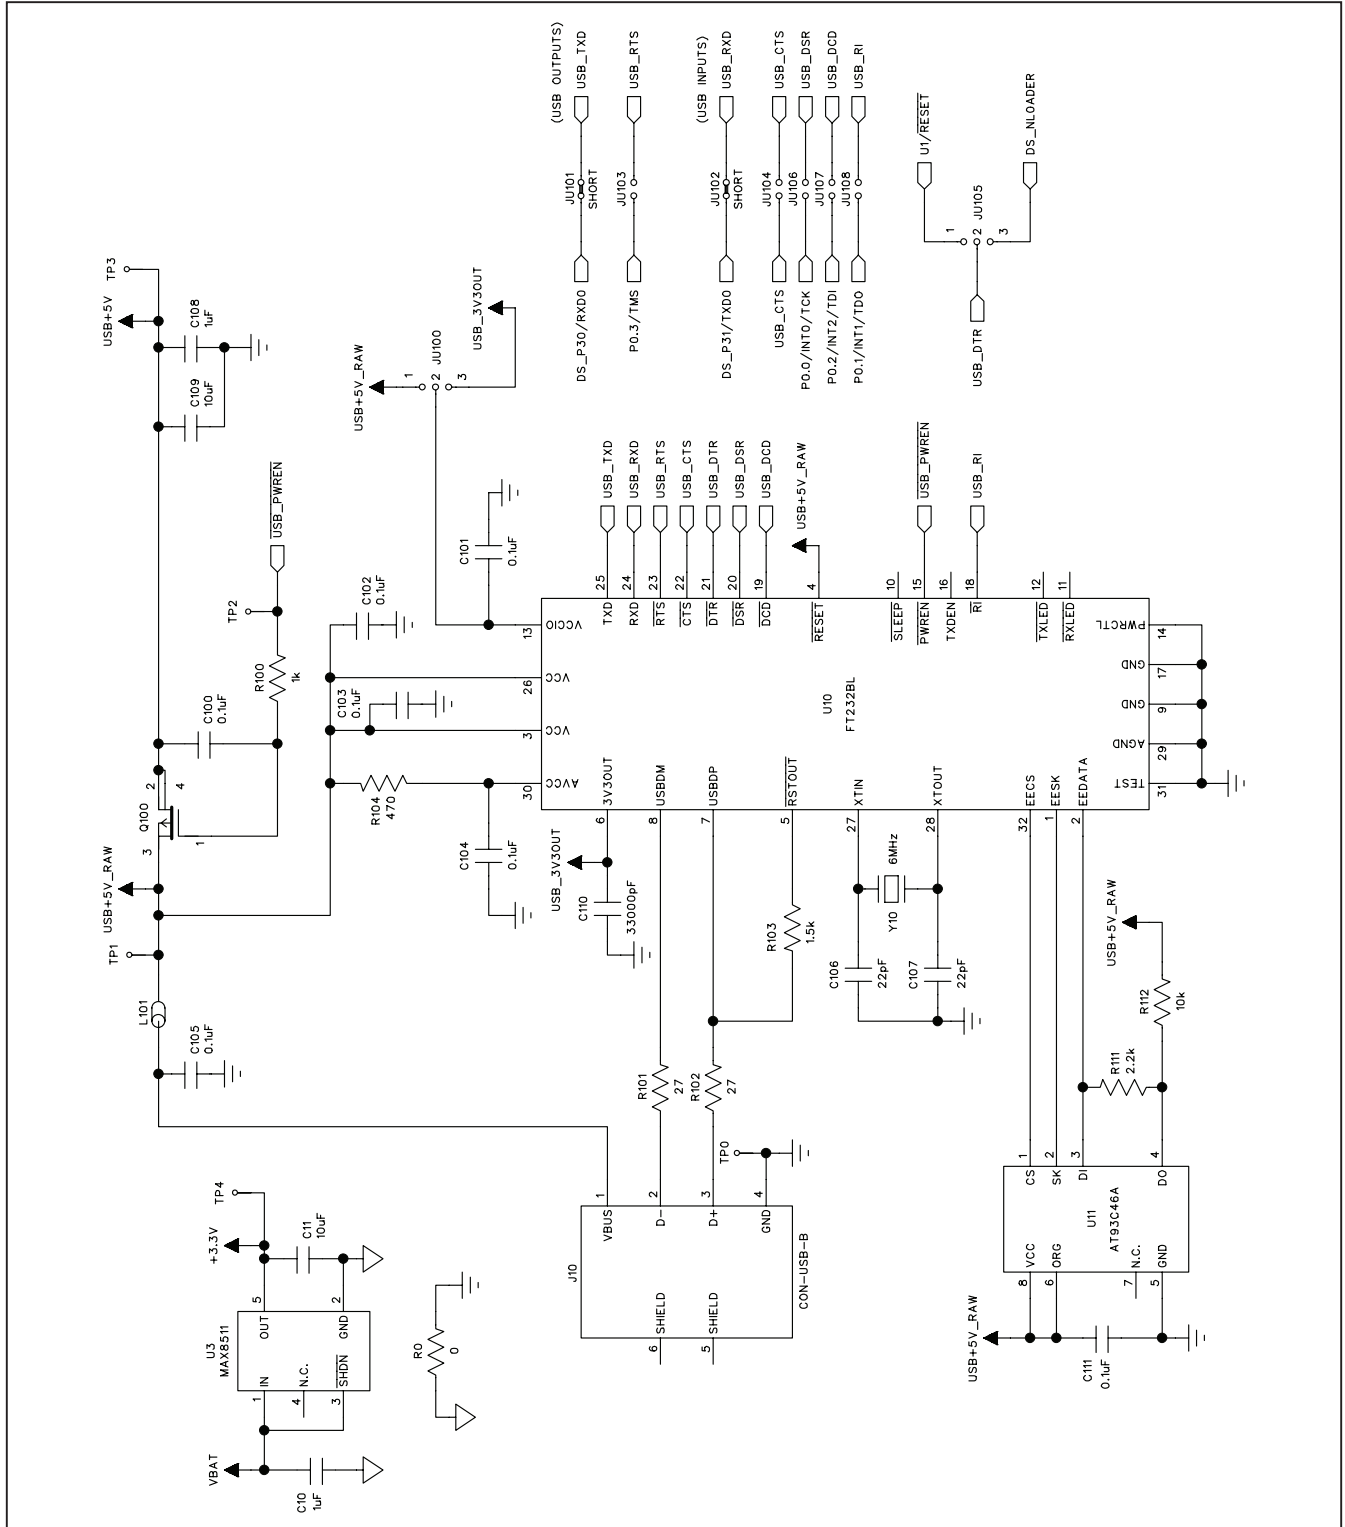 VBAT
C10
1uF
U3
MAX8511
IN
1
N.C.
4
SHDN
3
OUT
5
GND
2
+3.3V
TP4
C11
10uF
R0
0
J10
CON-USB-B
VBUS
1
D-
2
D+
3
GND
4
SHIELD
6
SHIELD
5
TP0
C105
0.1uF
L101
TP1
USB+5V_RAW
Q100
3
2
4
1
C100
0.1uF
R100
1k
TP2
USB_PWREN
C109
10uF
C108
1uF
USB+5V
TP3
R104
470
C104
0.1uF
C103
0.1uF
C102
0.1uF
C101
0.1uF
USB+5V_RAW
1
2
3
JU100
USB_3V3OUT
USB_3V3OUT
C110
33000pF
R101
27
R102
27
R103
1.5k
C106
22pF
C107
22pF
Y10
6MHz
U10
FT232BL
AVCC
30
VCC
3
VCC
26
VCCIO
13
3V3OUT
6
USBDM
8
USBDP
7
RSTOUT
5
XTIN
27
XTOUT
28
EECS
32
EESK
1
EEDATA
2
TEST
31
AGND
29
GND
9
GND
17
PWRCTL
14
TXD
25
USB_TXD
RXD
24
USB_RXD
RTS
23
USB_RTS
CTS
22
USB_CTS
DTR
21
USB_DTR
DSR
20
USB_DSR
DCD
19
USB_DCD
RESET
4
USB+5V_RAW
SLEEP
10
PWREN
15
USB_PWREN
TXDEN
16
RI
18
USB_RI
TXLED
12
RXLED
11
USB+5V_RAW
C111
0.1uF
U11
AT93C46A
VCC
8
ORG
6
N.C.
7
GND
5
CS
1
SK
2
DI
3
DO
4
R111
2.2k
R112
10k
USB+5V_RAW
(USB OUTPUTS)
DS_P30/RXD0
JU101
SHORT
USB_TXD
P0.3/TMS
JU103
USB_RTS
(USB INPUTS)
DS_P31/TXD0
JU102
SHORT
USB_RXD
USB_CTS
JU104
USB_CTS
P0.0/INT0/TCK
JU106
USB_DSR
P0.2/INT2/TDI
JU107
USB_DCD
P0.1/INT1/TDO
JU108
USB_RI
U1/RESET
1
2
3
JU105
USB_DTR
DS_NLOADER